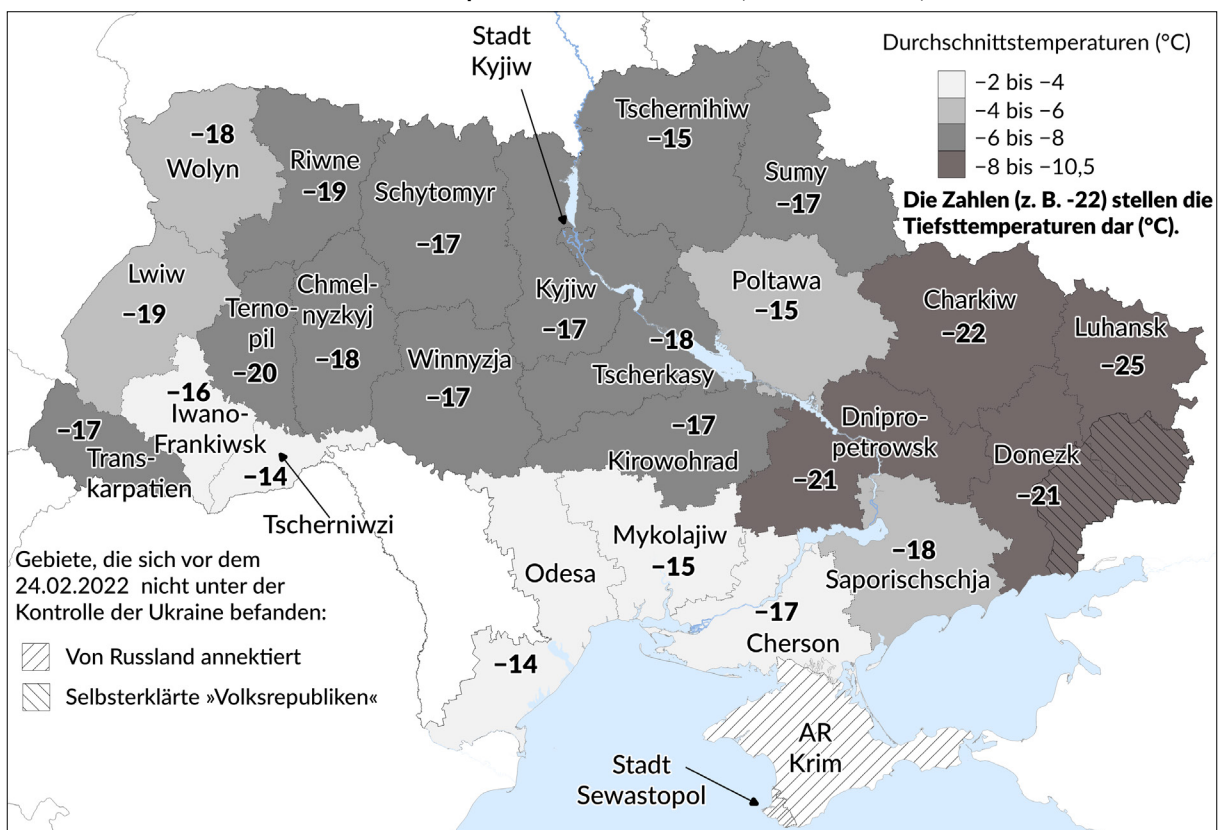 Stadt
Kyjiw
Durchschnittstemperaturen (°C)
−2 bis −4
−4 bis −6
−6 bis −8
−8 bis −10,5
Die Zahlen (z. B. -22) stellen die
Tiefsttemperaturen dar (°C).
Tschernihiw
−15
−18
Wolyn
Riwne
−19
Schytomyr
−17
Sumy
−17
Lwiw
−19
Terno-
pil
−20
Chmel-
nyzkyj
−18
Winnyzja
−17
Kyjiw
−17
−18
Tscherkasy
Poltawa
−15
Charkiw
−22
Luhansk
−25
−16
Iwano-
Frankiwsk
−17
Trans-
karpatien
−14
Tscherniwzi
−17
Kirowohrad
Dnipro-
petrowsk
−21
Donezk
−21
Mykolajiw
−15
Odesa
−14
−18
Saporischschja
−17
Cherson
Gebiete, die sich vor dem
24.02.2022 nicht unter der
Kontrolle der Ukraine befanden:
Von Russland annektiert
Selbsterklärte »Volksrepubliken«
AR
Krim
Stadt
Sewastopol